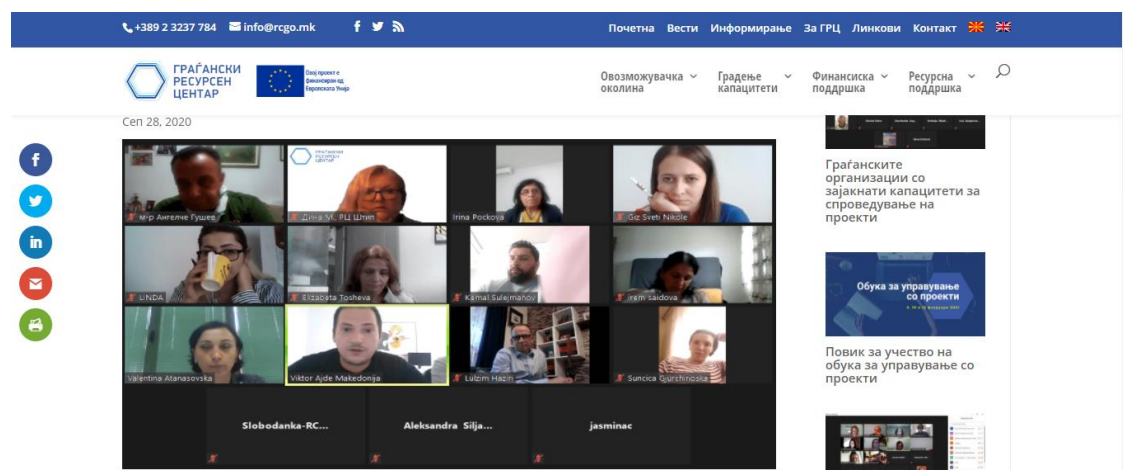 +389 2 3237 784 info@rcgo.mk
Почетна Вести Информирање За ГРЦ Линкови Контакт
ГРАЃАНСКИ
РЕСУРСЕН
ЦЕНТАР
Овој проект е
финансиран од
Европската Унија
Овозможувачка
околина
Градење
капацитети
Финансиска
поддршка
Ресурсна
поддршка
Сеп 28, 2020
ГРАЃАНСКИ
РЕСУРСЕН
ЦЕНТАР
м-р Ангелче Гушев
Дина М., РЦ Штип
Irina Pockova
Giz Sveti Nikole
LINDA
Elizabeta Tosheva
Kamal Sulejmanov
irem saidova
Valentina Atanasovska
Viktor Ajde Makedonija
Lulzim Haziri
Suncica Gjurchinoska
Slobodanka-RC...
Aleksandra Silja...
jasminac
Граѓанските
организации со
зајакнати капацитети за
спроведување на
проекти
Обука за управување
со проекти
Повик за учество на
обука за управување со
проекти